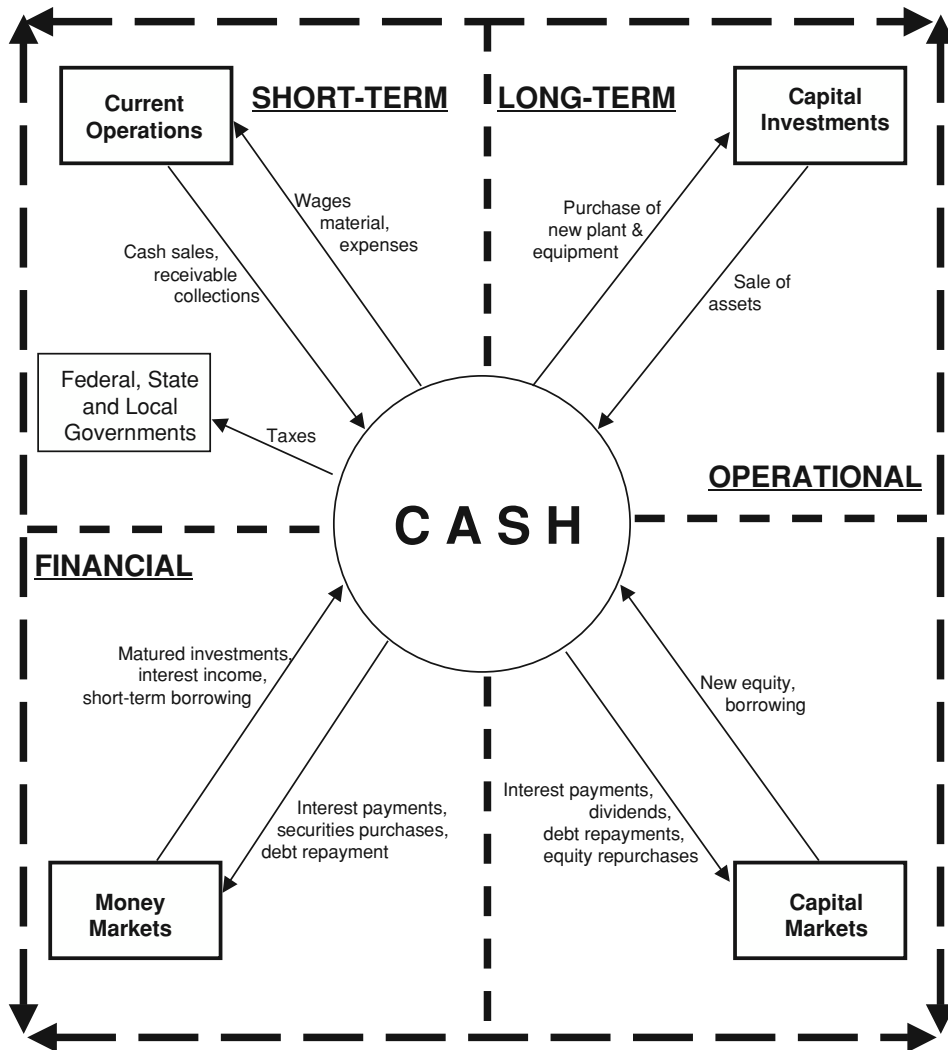 SHORT-TERM
LONG-TERM
Current
Operations
Capital
Investments
Wages
material,
expenses
Cash sales,
receivable
collections
Purchase of
new plant &
equipment
Sale of
assets
Federal, State
and Local
Governments
Taxes
CASH
OPERATIONAL
FINANCIAL
Matured investments,
interest income,
short-term borrowing
Interest payments,
securities purchases,
debt repayment
New equity,
borrowing
Interest payments,
dividends,
debt repayments,
equity repurchases
Money
Markets
Capital
Markets